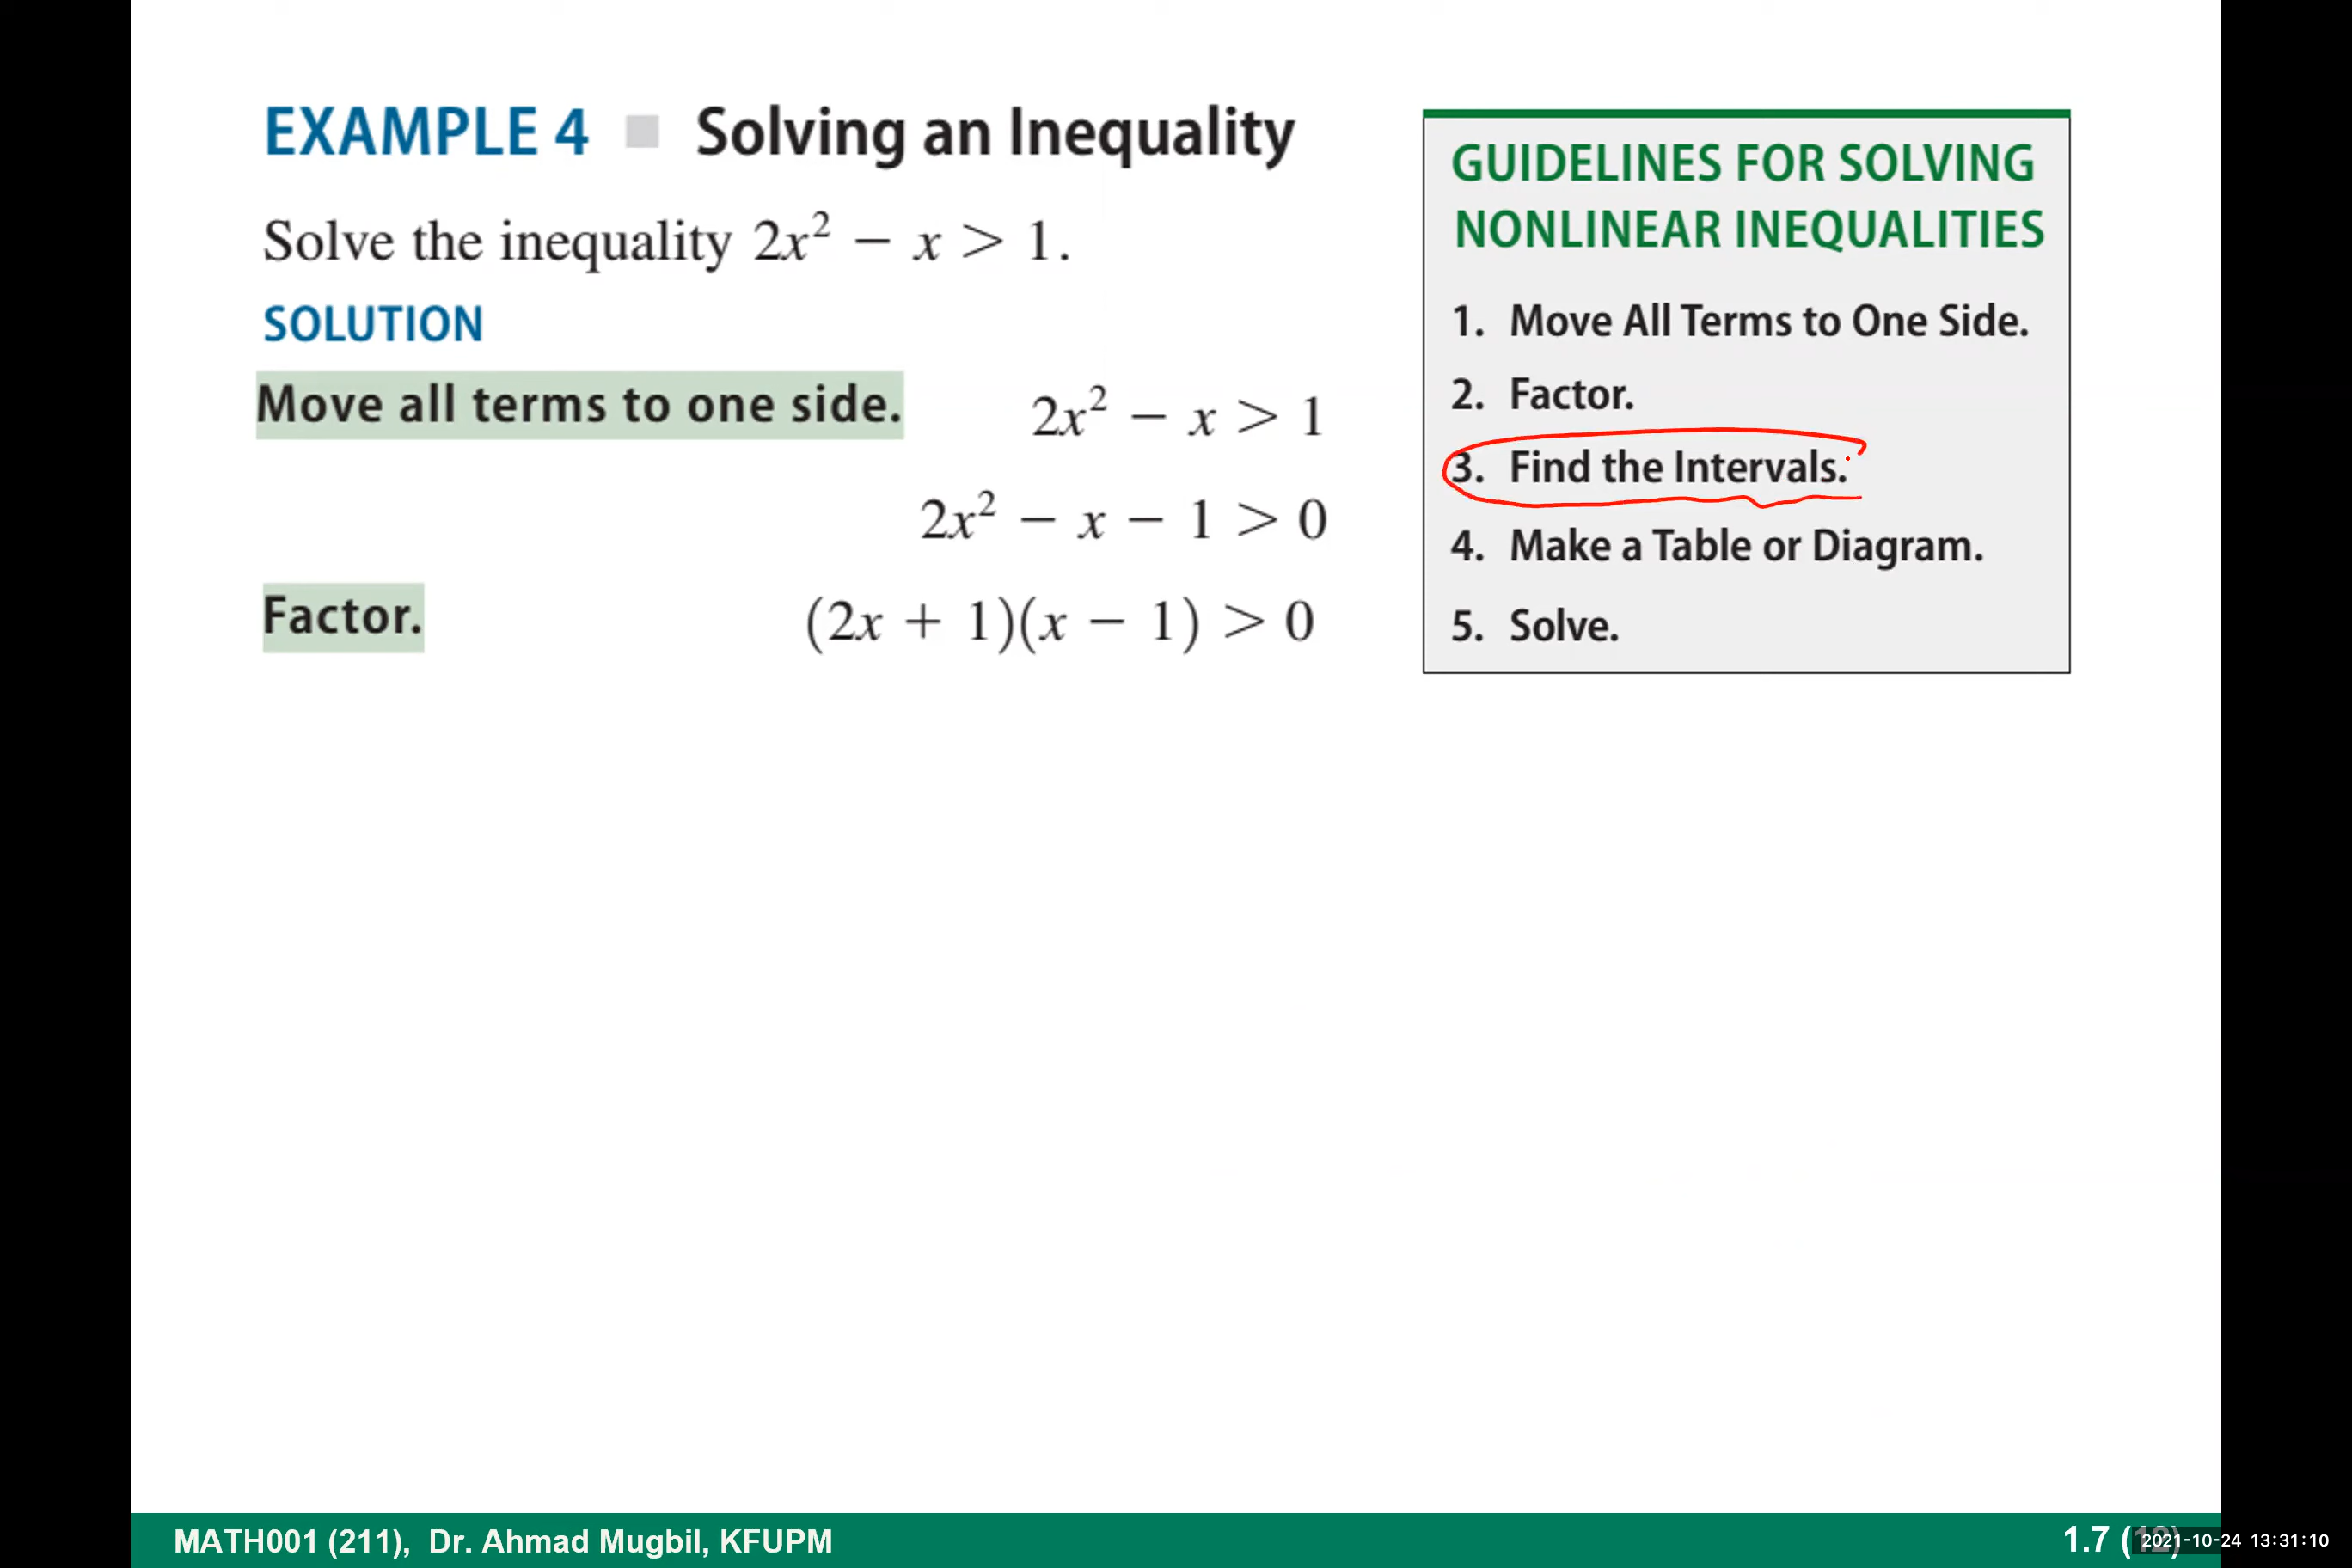 EXAMPLE 4 ■ Solving an Inequality
Solve the inequality 2x² − x > 1.
SOLUTION
Move all terms to one side. 2x² − x > 1
2x² − x − 1 > 0
Factor. (2x + 1)(x − 1) > 0
GUIDELINES FOR SOLVING
NONLINEAR INEQUALITIES
1. Move All Terms to One Side.
2. Factor.
3. Find the Intervals.
4. Make a Table or Diagram.
5. Solve.
MATH001 (211), Dr. Ahmad Mugbil, KFUPM
1.7 (12)
2021-10-24 13:31:10